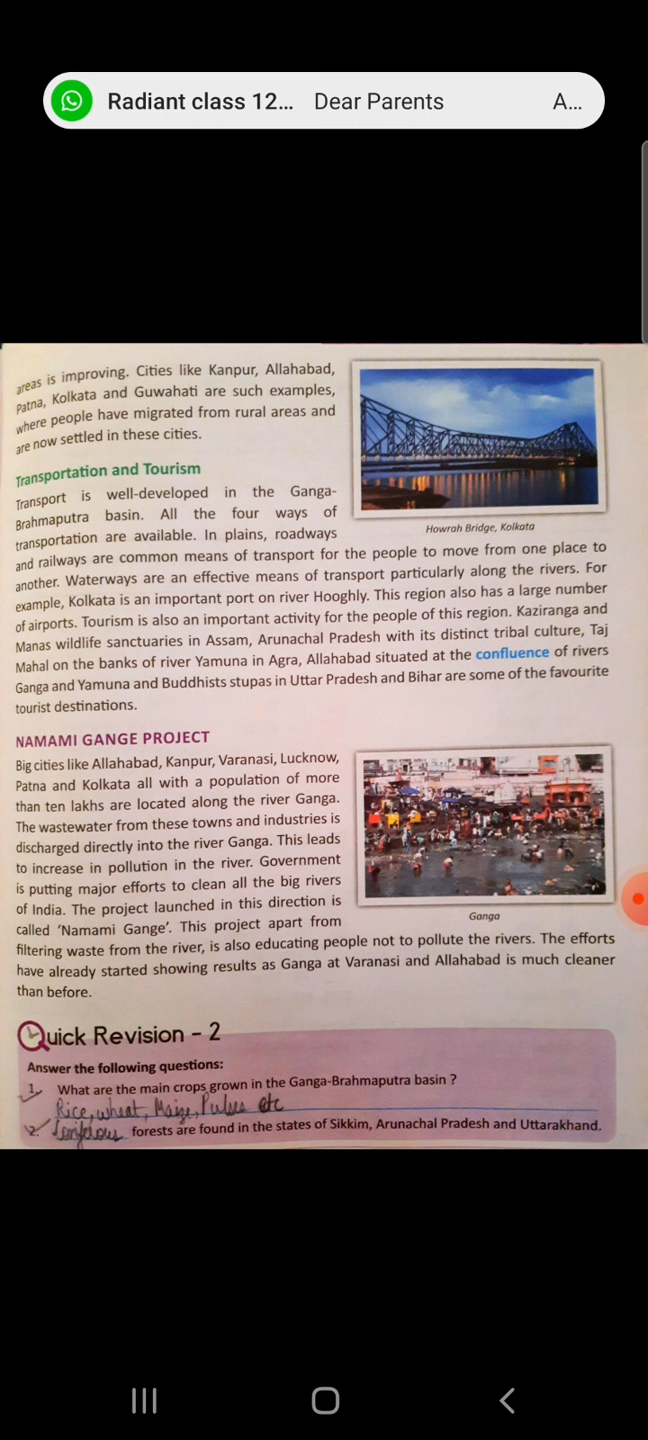 Radiant class 12... Dear Parents A...
areas is improving. Cities like Kanpur, Allahabad,
Patna, Kolkata and Guwahati are such examples,
where people have migrated from rural areas and
are now settled in these cities.
Transportation and Tourism
Transport is well-developed in the Ganga-
Brahmaputra basin. All the four ways of
transportation are available. In plains, roadways
Howrah Bridge, Kolkata
and railways are common means of transport for the people to move from one place to
another. Waterways are an effective means of transport particularly along the rivers. For
example, Kolkata is an important port on river Hooghly. This region also has a large number
of airports. Tourism is also an important activity for the people of this region. Kaziranga and
Manas wildlife sanctuaries in Assam, Arunachal Pradesh with its distinct tribal culture, Taj
Mahal on the banks of river Yamuna in Agra, Allahabad situated at the confluence of rivers
Ganga and Yamuna and Buddhists stupas in Uttar Pradesh and Bihar are some of the favourite
tourist destinations.
NAMAMI GANGE PROJECT
Big cities like Allahabad, Kanpur, Varanasi, Lucknow,
Patna and Kolkata all with a population of more
than ten lakhs are located along the river Ganga.
The wastewater from these towns and industries is
discharged directly into the river Ganga. This leads
to increase in pollution in the river. Government
is putting major efforts to clean all the big rivers
of India. The project launched in this direction is
called ‘Namami Gange’. This project apart from
Ganga
filtering waste from the river, is also educating people not to pollute the rivers. The efforts
have already started showing results as Ganga at Varanasi and Allahabad is much cleaner
than before.
Quick Revision – 2
Answer the following questions:
1. What are the main crops grown in the Ganga-Brahmaputra basin ?
Rice, wheat, Maize, Pulses etc
2. forests are found in the states of Sikkim, Arunachal Pradesh and Uttarakhand.